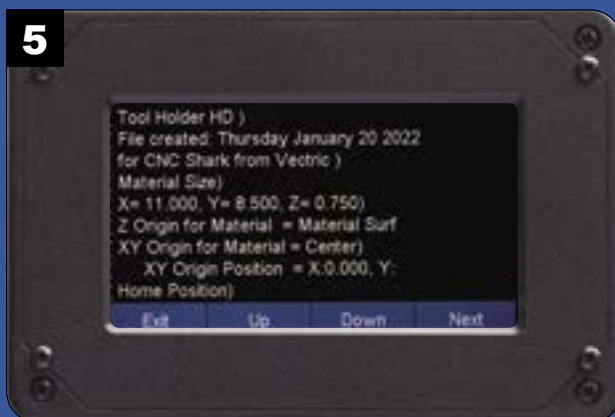 5
Tool Holder HD )
File created: Thursday January 20 2022
for CNC Shark from Vectric )
Material Size)
X= 11.000, Y= 8.500, Z= 0.750)
Z Origin for Material = Material Surf
XY Origin for Material = Center)
XY Origin Position = X:0.000, Y:
Home Position)
Exit Up Down Next